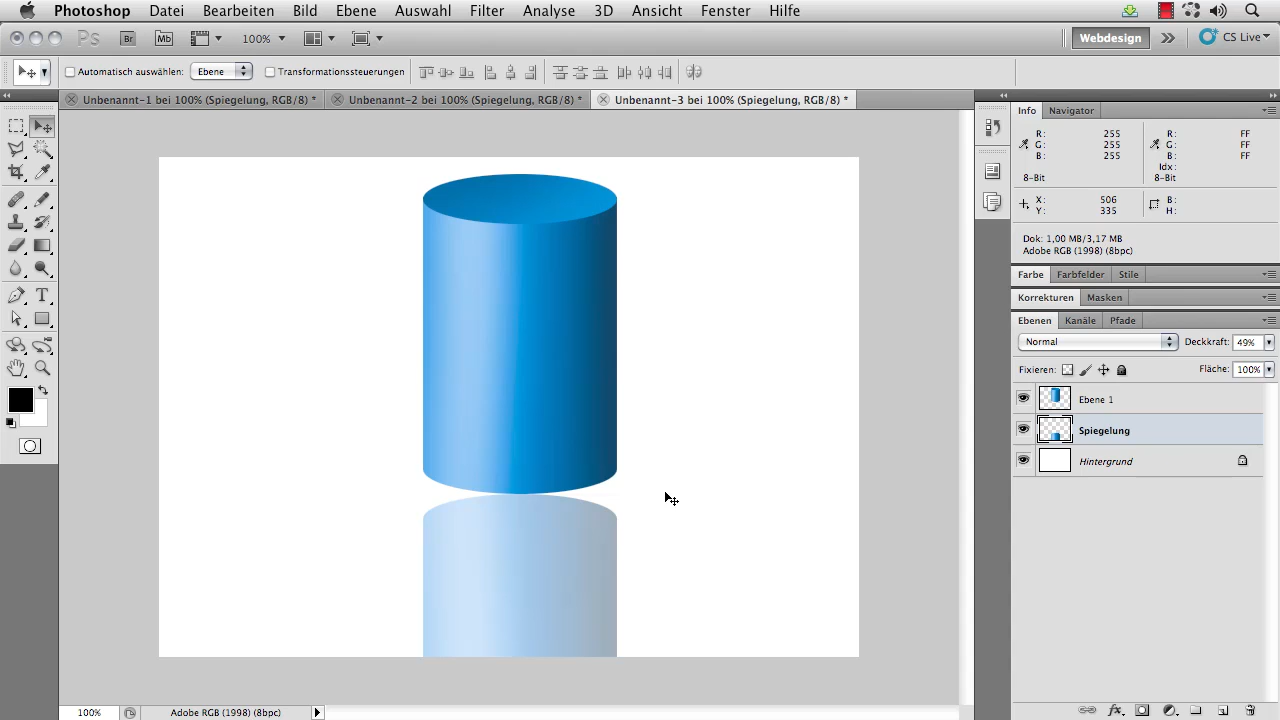 Photoshop Datei Bearbeiten Bild Ebene Auswahl Filter Analyse 3D Ansicht Fenster Hilfe
Ps Br Mb 100% Webdesign CS Live
Automatisch auswählen: Ebene Transformationssteuerungen
Unbenannt-1 bei 100% (Spiegelung, RGB/8) * Unbenannt-2 bei 100% (Spiegelung, RGB/8) * Unbenannt-3 bei 100% (Spiegelung, RGB/8) *
Info Navigator
R: 255 R: FF
G: 255 G: FF
B: 255 B: FF
Idx:
8-Bit 8-Bit
X: 506 B:
Y: 335 H:
Dok: 1,00 MB/3,17 MB
Adobe RGB (1998) (8bpc)
Farbe Farbfelder Stile
Korrekturen Masken
Ebenen Kanäle Pfade
Normal Deckkraft: 49%
Fixieren: Fläche: 100%
Ebene 1
Spiegelung
Hintergrund
100% Adobe RGB (1998) (8bpc)